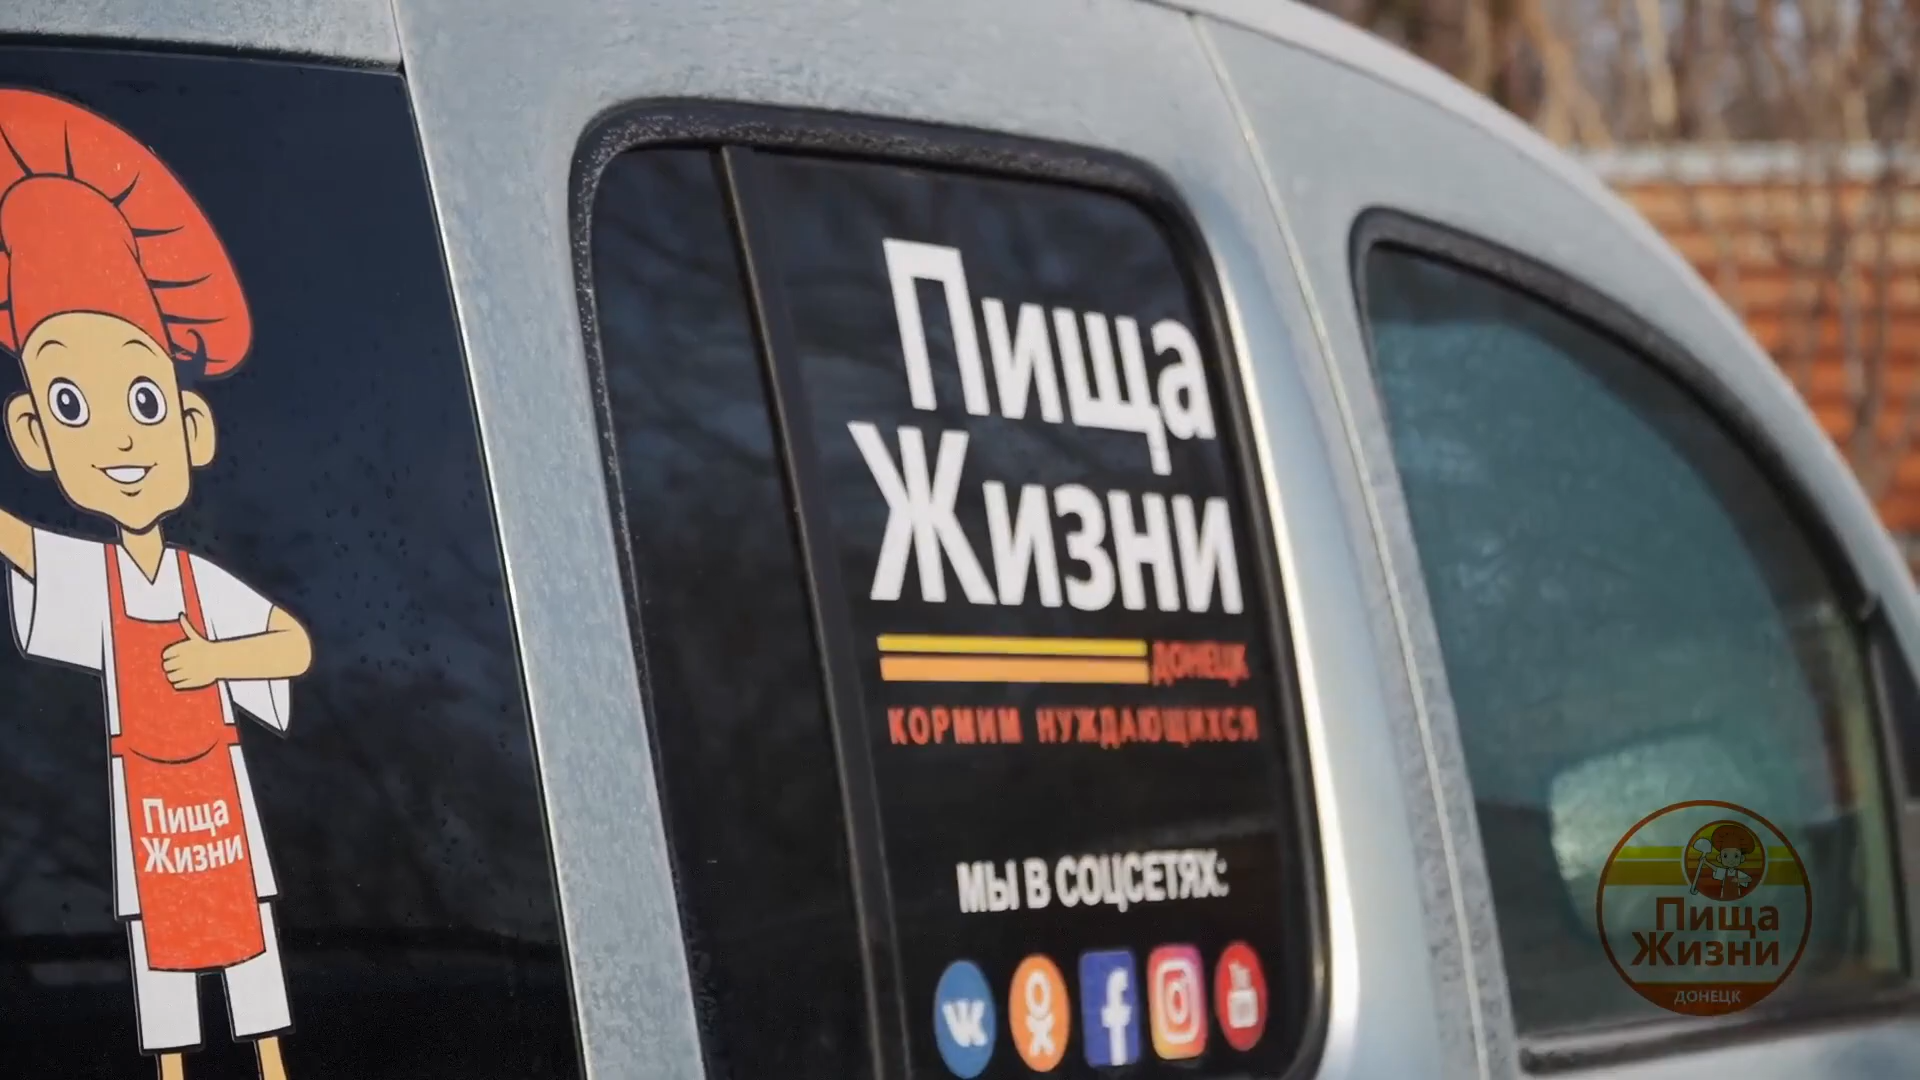 Пища
Жизни
ДОНЕЦК
КОРМИМ НУЖДАЮЩИХСЯ
МЫ В СОЦСЕТЯХ:
Пища
Жизни
Пища
Жизни
ДОНЕЦК